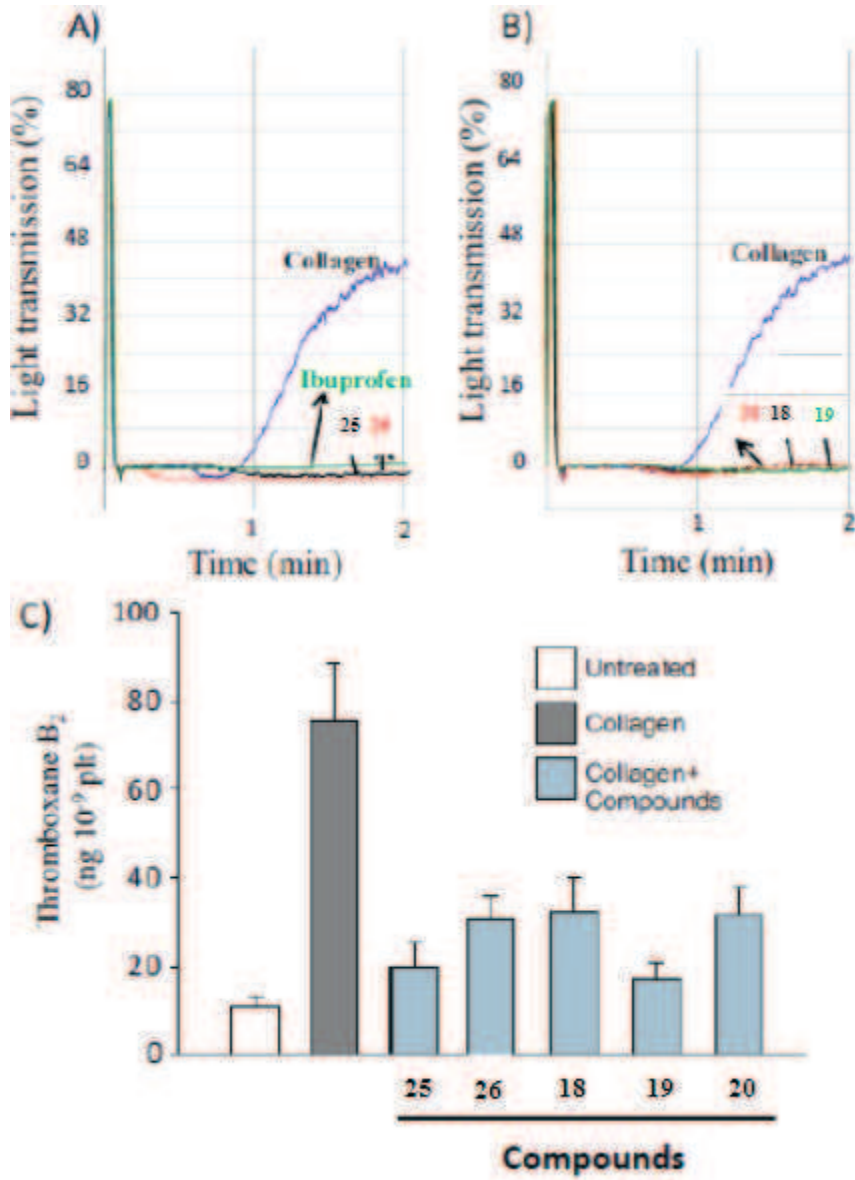 A)
Light transmission (%)
80
64
48
32
16
0
Collagen
Ibuprofen
25
1
2
Time (min)
B)
Light transmission (%)
80
64
48
32
16
0
Collagen
18
19
1
2
Time (min)
C)
Thromboxane B₂
(ng 10⁻⁹ plt)
100
80
60
40
20
0
Untreated
Collagen
Collagen+
Compounds
25 26 18 19 20
Compounds